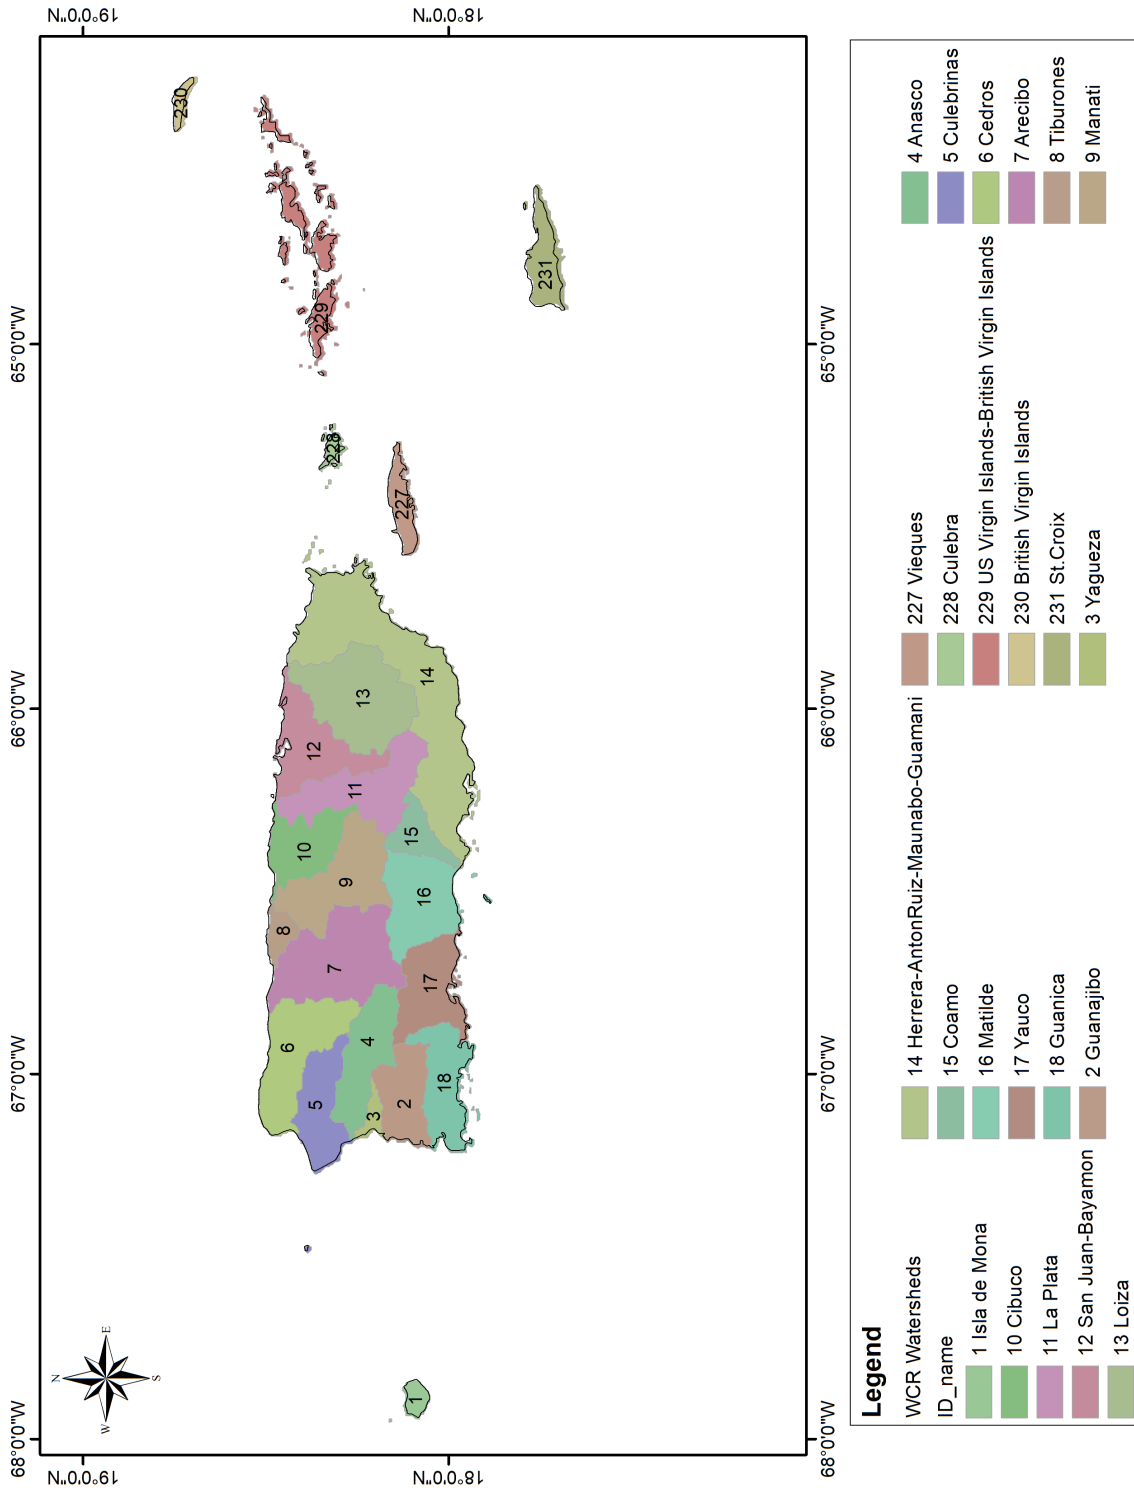 68°0'0"W
67°0'0"W
66°0'0"W
65°0'0"W
19°0'0"N
19°0'0"N
18°0'0"N
18°0'0"N
N
W
E
S
230
229
228
227
231
12
10
8
11
13
14
6
7
9
15
5
4
16
17
3
2
18
1
68°0'0"W
67°0'0"W
66°0'0"W
65°0'0"W
Legend
WCR Watersheds
ID_name
1 Isla de Mona
10 Cibuco
11 La Plata
12 San Juan-Bayamon
13 Loiza
14 Herrera-AntonRuiz-Maunabo-Guamani
15 Coamo
16 Matilde
17 Yauco
18 Guanica
2 Guanajibo
227 Vieques
228 Culebra
229 US Virgin Islands-British Virgin Islands
230 British Virgin Islands
231 St.Croix
3 Yagueza
4 Anasco
5 Culebrinas
6 Cedros
7 Arecibo
8 Tiburones
9 Manati